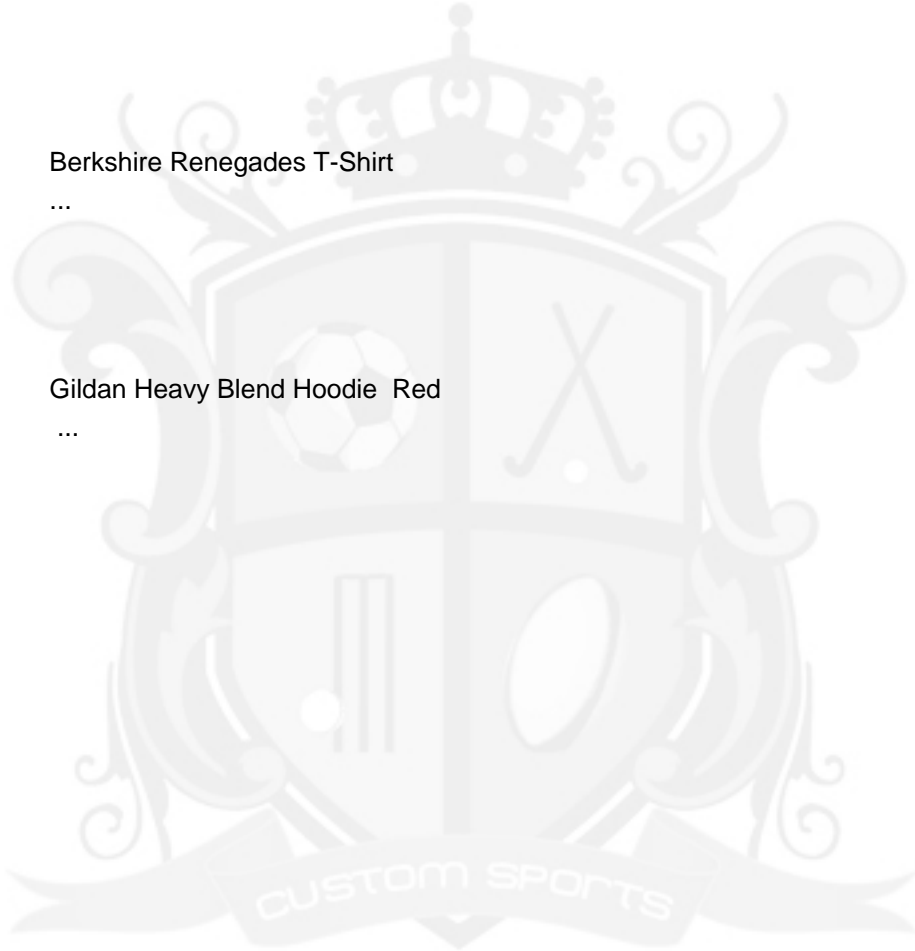 Berkshire Renegades T-Shirt
...
Gildan Heavy Blend Hoodie  Red
...
CUSTOM SPORTS